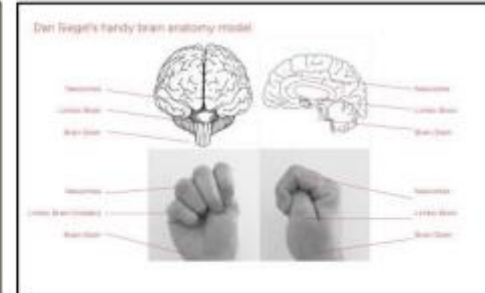 Dan Siegel's handy brain anatomy model
Neocortex
Neocortex
Limbic Brain
Limbic Brain
Brain Stem
Brain Stem
Neocortex
Neocortex
Limbic Brain
Brain Stem
Brain Stem